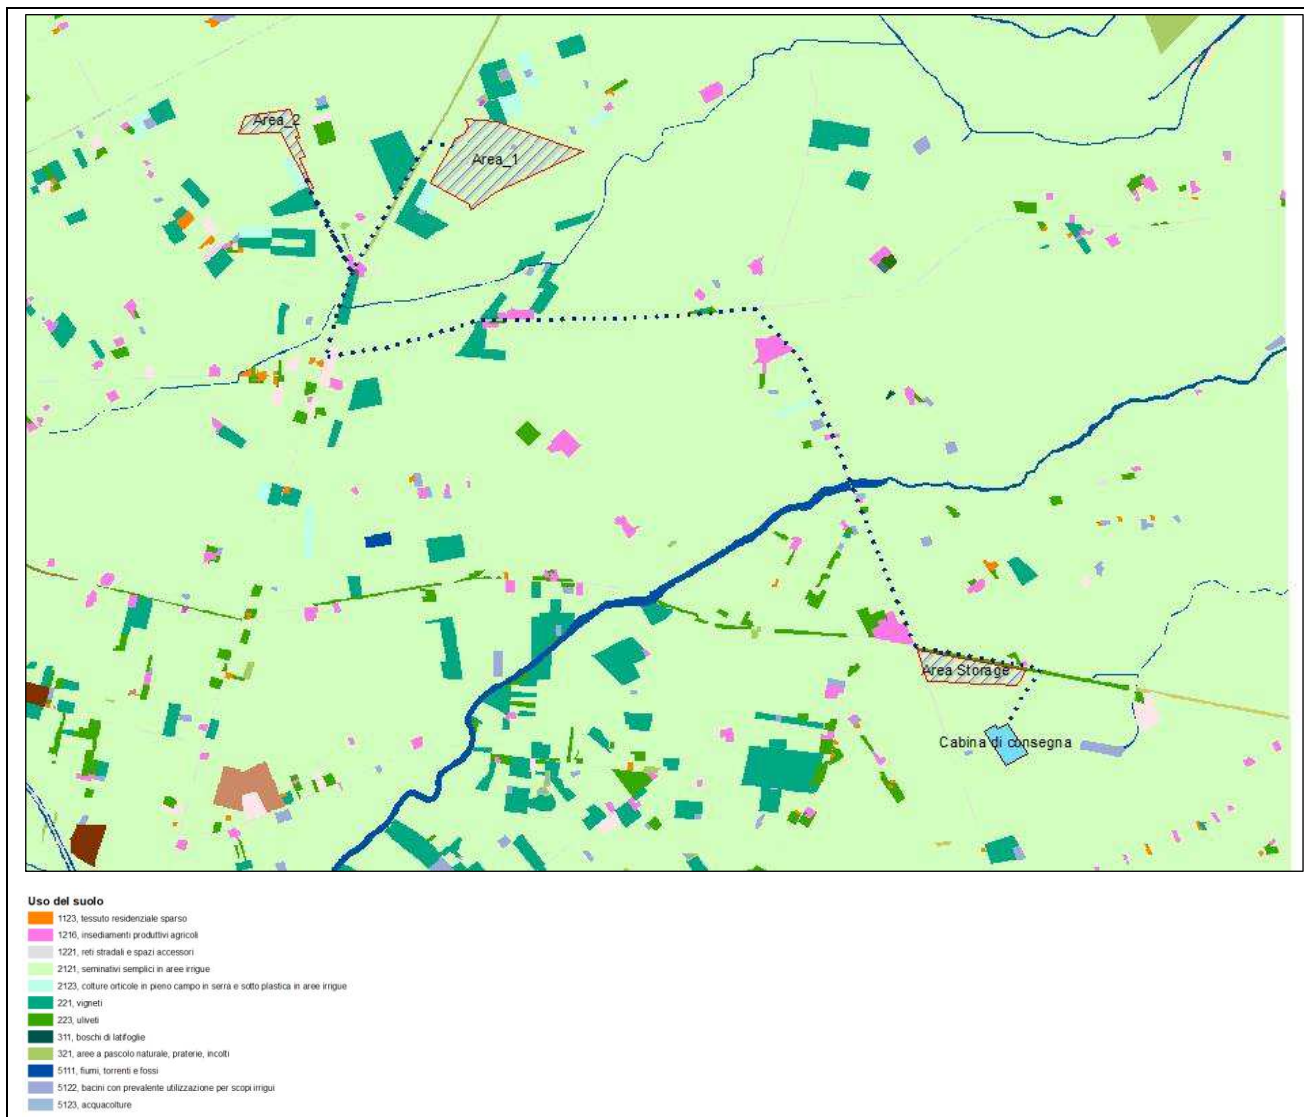 Area_2
Area_1
Area Storage
Cabina di consegna
Uso del suolo
1123, tessuto residenziale sparso
1216, insediamenti produttivi agricoli
1221, reti stradali e spazi accessori
2121, seminativi semplici in aree irrigue
2123, colture orticole in pieno campo in serra e sotto plastica in aree irrigue
221, vigneti
223, uliveti
311, boschi di latifoglie
321, aree a pascolo naturale, praterie, incolti
5111, fiumi, torrenti e fossi
5122, bacini con prevalente utilizzazione per scopi irrigui
5123, acquacolture